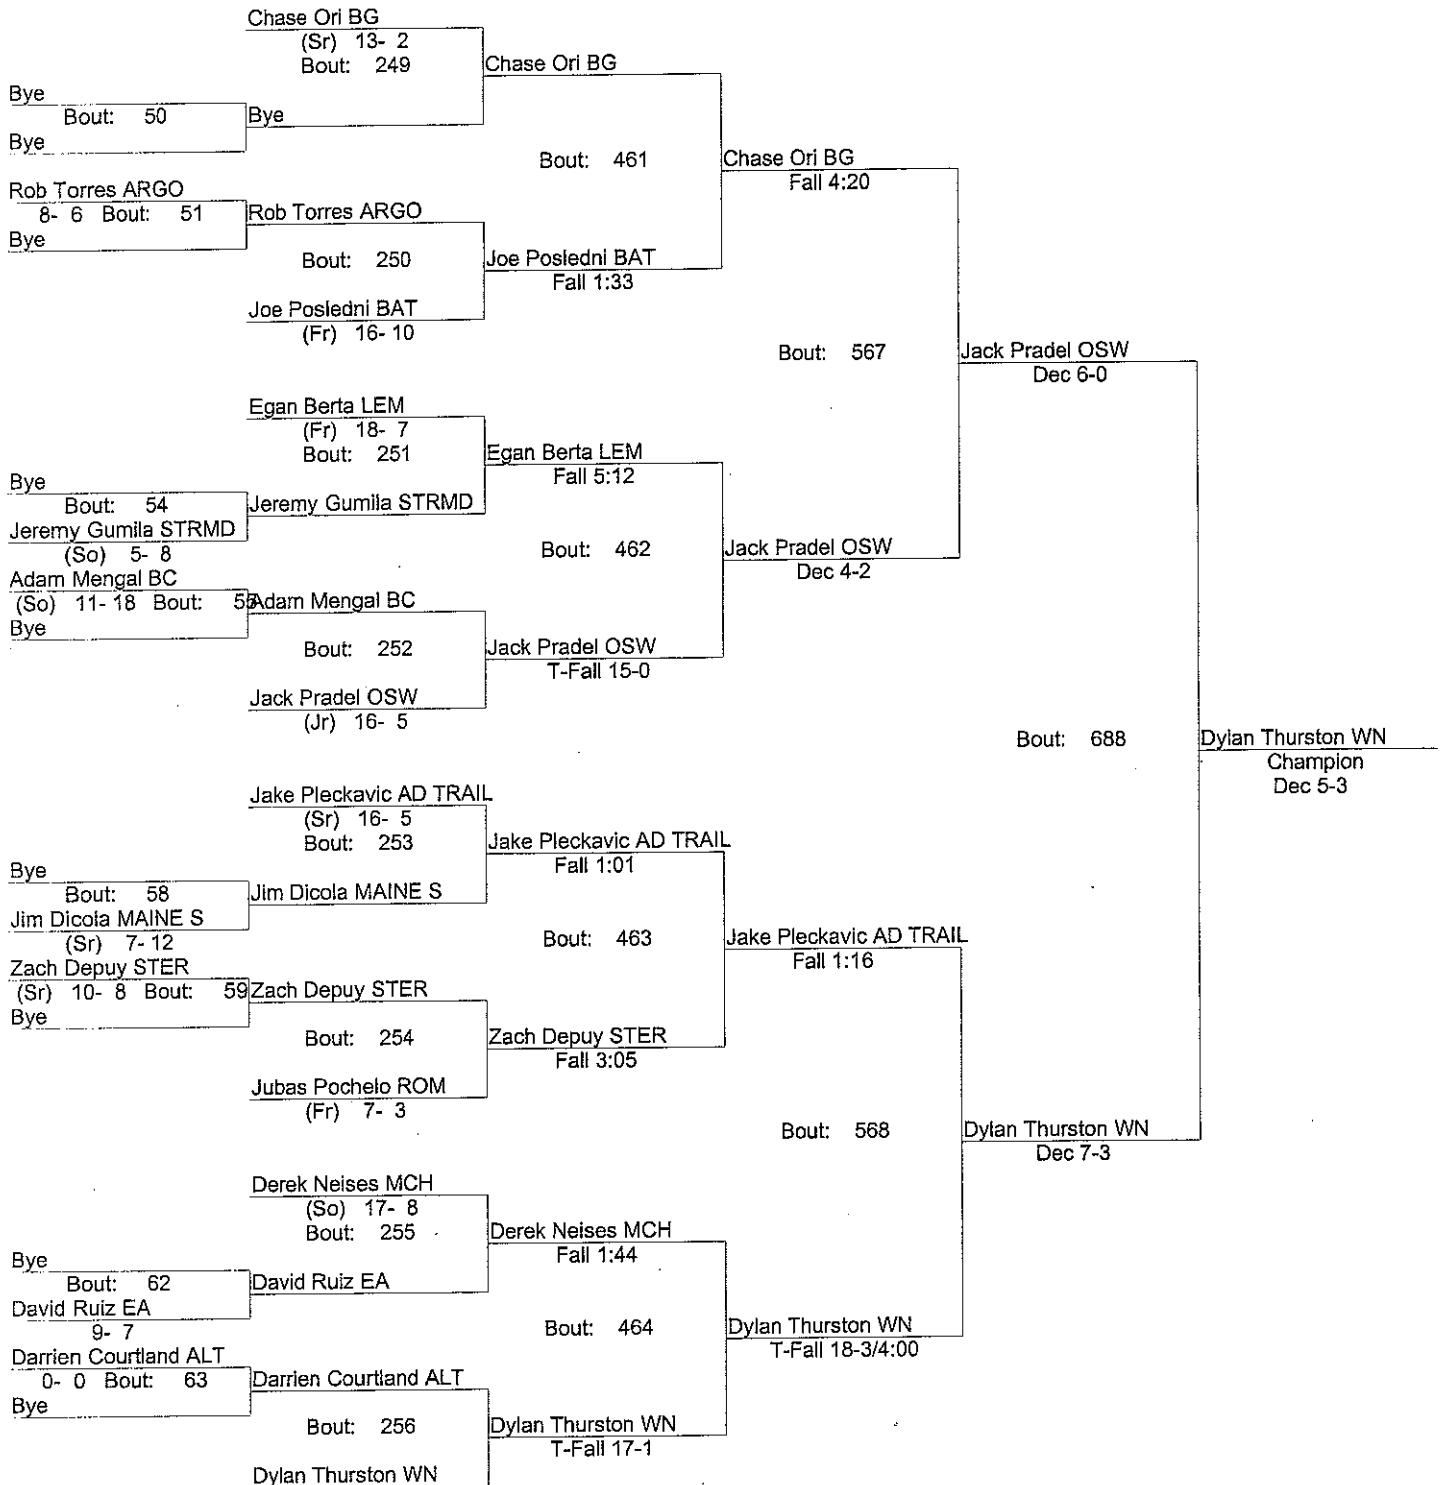 Chase Ori BG
(Sr) 13- 2
Bout: 249
Chase Ori BG
Bye
Bout: 50
Bye
Bye
Bout: 461
Chase Ori BG
Fall 4:20
Rob Torres ARGO
8- 6 Bout: 51
Rob Torres ARGO
Bye
Bout: 250
Joe Posledni BAT
Fall 1:33
Joe Posledni BAT
(Fr) 16- 10
Bout: 567
Jack Pradel OSW
Dec 6-0
Egan Berta LEM
(Fr) 18- 7
Bout: 251
Egan Berta LEM
Fall 5:12
Bye
Bout: 54
Jeremy Gumila STRMD
Jeremy Gumila STRMD
(So) 5- 8
Bout: 462
Jack Pradel OSW
Dec 4-2
Adam Mengal BC
(So) 11- 18 Bout: 55
Adam Mengal BC
Bye
Bout: 252
Jack Pradel OSW
T-Fall 15-0
Jack Pradel OSW
(Jr) 16- 5
Bout: 688
Dylan Thurston WN
Champion
Dec 5-3
Jake Pleckavic AD TRAIL
(Sr) 16- 5
Bout: 253
Jake Pleckavic AD TRAIL
Fall 1:01
Bye
Bout: 58
Jim Dicola MAINE S
Jim Dicola MAINE S
(Sr) 7- 12
Bout: 463
Jake Pleckavic AD TRAIL
Fall 1:16
Zach Depuy STER
(Sr) 10- 8 Bout: 59
Zach Depuy STER
Bye
Bout: 254
Zach Depuy STER
Fall 3:05
Jubas Pochelo ROM
(Fr) 7- 3
Bout: 568
Dylan Thurston WN
Dec 7-3
Derek Neises MCH
(So) 17- 8
Bout: 255
Derek Neises MCH
Fall 1:44
Bye
Bout: 62
David Ruiz EA
David Ruiz EA
9- 7
Bout: 464
Dylan Thurston WN
T-Fall 18-3/4:00
Darrien Courtland ALT
0- 0 Bout: 63
Darrien Courtland ALT
Bye
Bout: 256
Dylan Thurston WN
T-Fall 17-1
Dylan Thurston WN